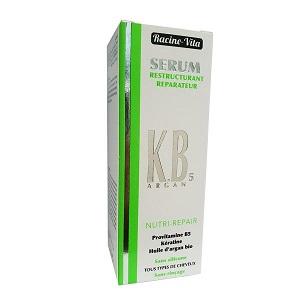 Racine-Vita
SERUM
RESTRUCTURANT
REPARATEUR
K.B5
ARGAN
NUTRI-REPAIR
Provitamine B5
Kératine
Huile d'argan bio
Sans silicone
TOUS TYPES DE CHEVEUX
Sans rinçage